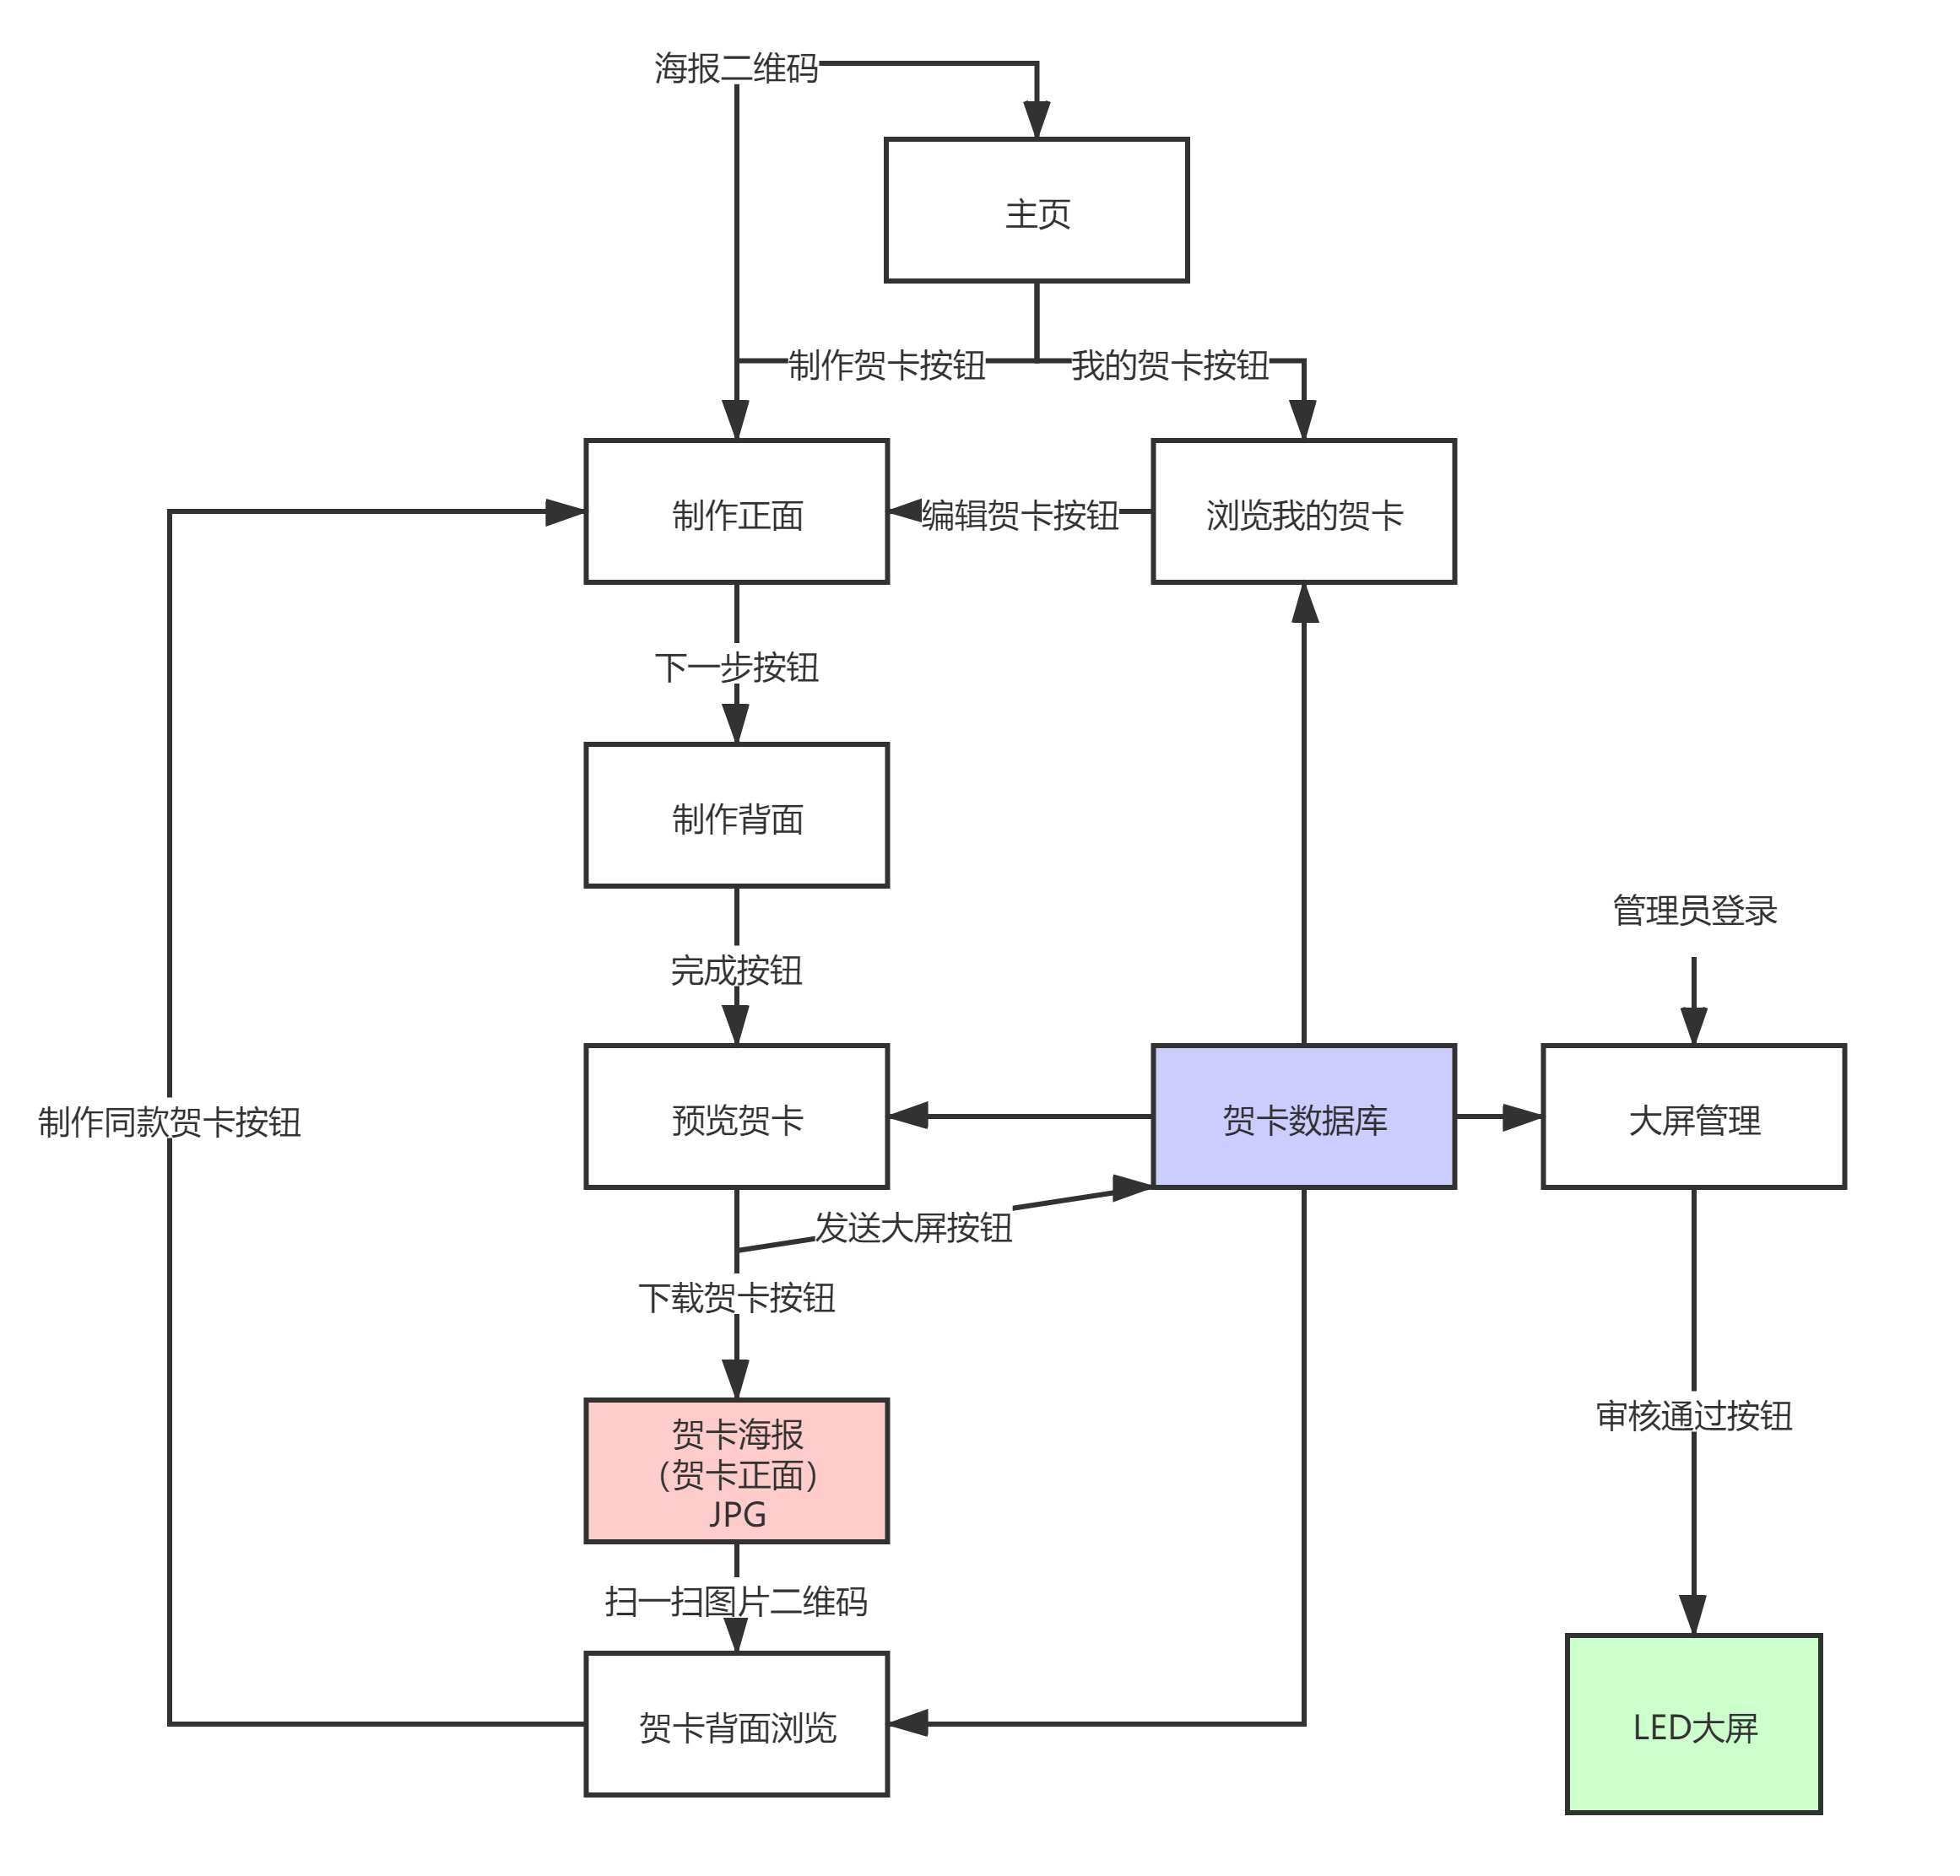 海报二维码
主页
制作贺卡按钮
我的贺卡按钮
制作正面
编辑贺卡按钮
浏览我的贺卡
下一步按钮
制作背面
管理员登录
完成按钮
制作同款贺卡按钮
预览贺卡
贺卡数据库
大屏管理
发送大屏按钮
下载贺卡按钮
贺卡海报
（贺卡正面）
JPG
审核通过按钮
扫一扫图片二维码
贺卡背面浏览
LED大屏